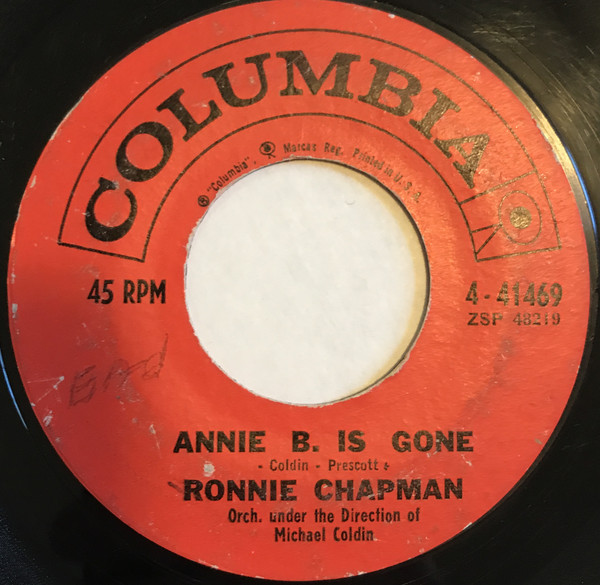 COLUMBIA
® "Columbia", Marcas Reg. Printed in U.S.A.
45 RPM
4-41469
ZSP 48219
ANNIE B. IS GONE
- Coldin - Prescott -
RONNIE CHAPMAN
Orch. under the Direction of
Michael Coldin